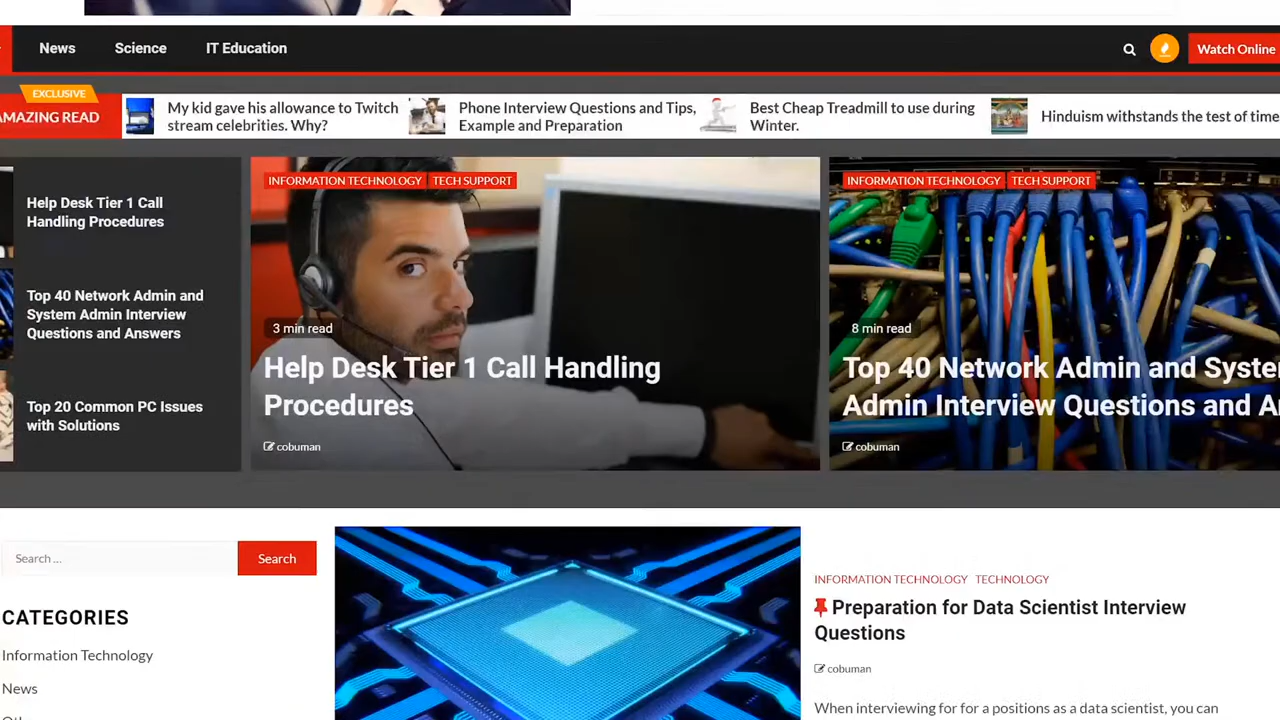 News
Science
IT Education
Watch Online
EXCLUSIVE
AMAZING READ
My kid gave his allowance to Twitch
stream celebrities. Why?
Phone Interview Questions and Tips,
Example and Preparation
Best Cheap Treadmill to use during
Winter.
Hinduism withstands the test of time
Help Desk Tier 1 Call
Handling Procedures
Top 40 Network Admin and
System Admin Interview
Questions and Answers
Top 20 Common PC Issues
with Solutions
INFORMATION TECHNOLOGY
TECH SUPPORT
3 min read
Help Desk Tier 1 Call Handling
Procedures
cobuman
INFORMATION TECHNOLOGY
TECH SUPPORT
8 min read
Top 40 Network Admin and Syste
Admin Interview Questions and A
cobuman
Search ...
Search
CATEGORIES
Information Technology
News
INFORMATION TECHNOLOGY
TECHNOLOGY
Preparation for Data Scientist Interview
Questions
cobuman
When interviewing for for a positions as a data scientist, you can